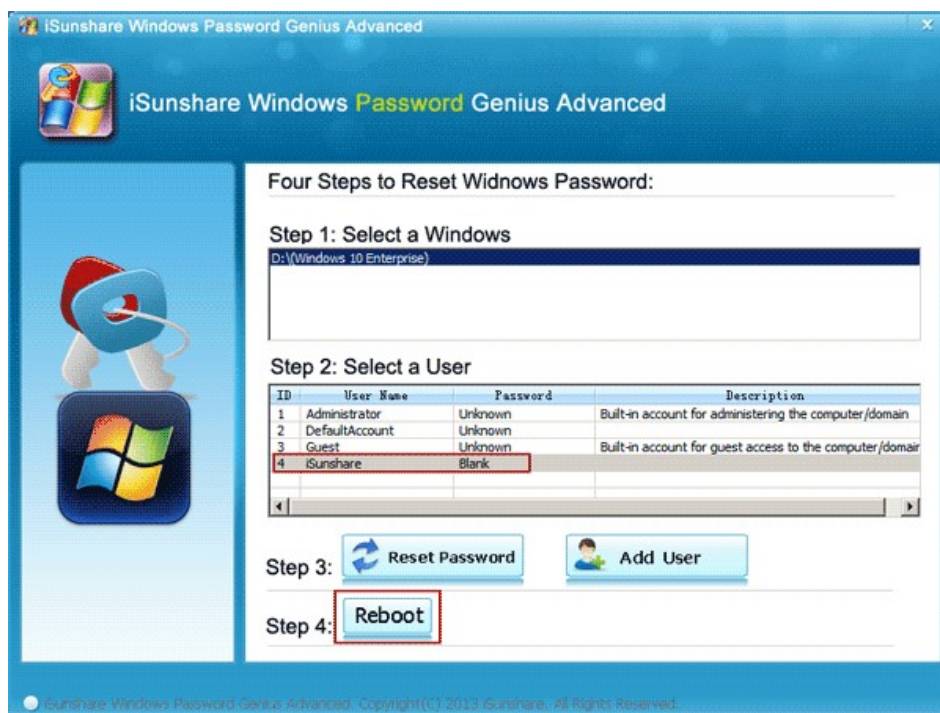 iSunshare Windows Password Genius Advanced
x
iSunshare Windows Password Genius Advanced
Four Steps to Reset Widnows Password:
Step 1: Select a Windows
D:\(Windows 10 Enterprise)
Step 2: Select a User
ID User Name Password Description
1 Administrator Unknown Built-in account for administering the computer/domain
2 DefaultAccount Unknown
3 Guest Unknown Built-in account for guest access to the computer/domain
4 iSunshare Blank
Step 3: Reset Password Add User
Step 4: Reboot
iSunshare Windows Password Genius Advanced. Copyright(C) 2013 iSunshare. All Rights Reserved.